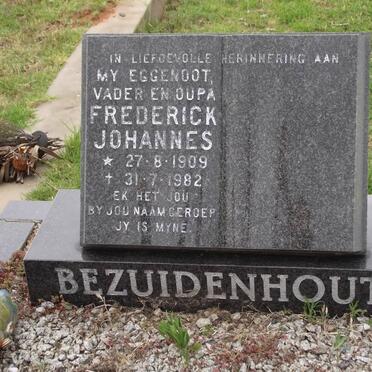 IN LIEFDEVOLLE HERINNERING AAN
MY EGGENOOT,
VADER EN OUPA
FREDERICK
JOHANNES
★ 27-8-1909
✝ 31-7-1982
EK HET JOU
BY JOU NAAM GEROEP
JY IS MYNE.
BEZUIDENHOUT